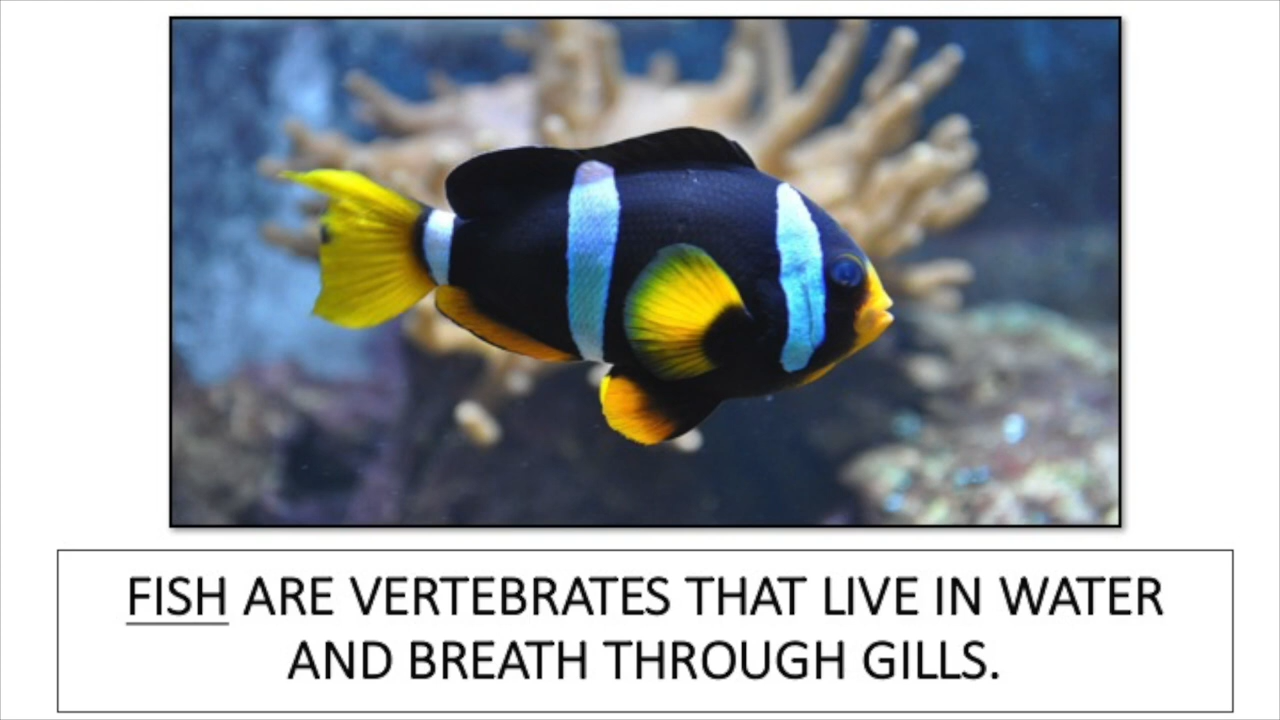 FISH ARE VERTEBRATES THAT LIVE IN WATER
AND BREATH THROUGH GILLS.